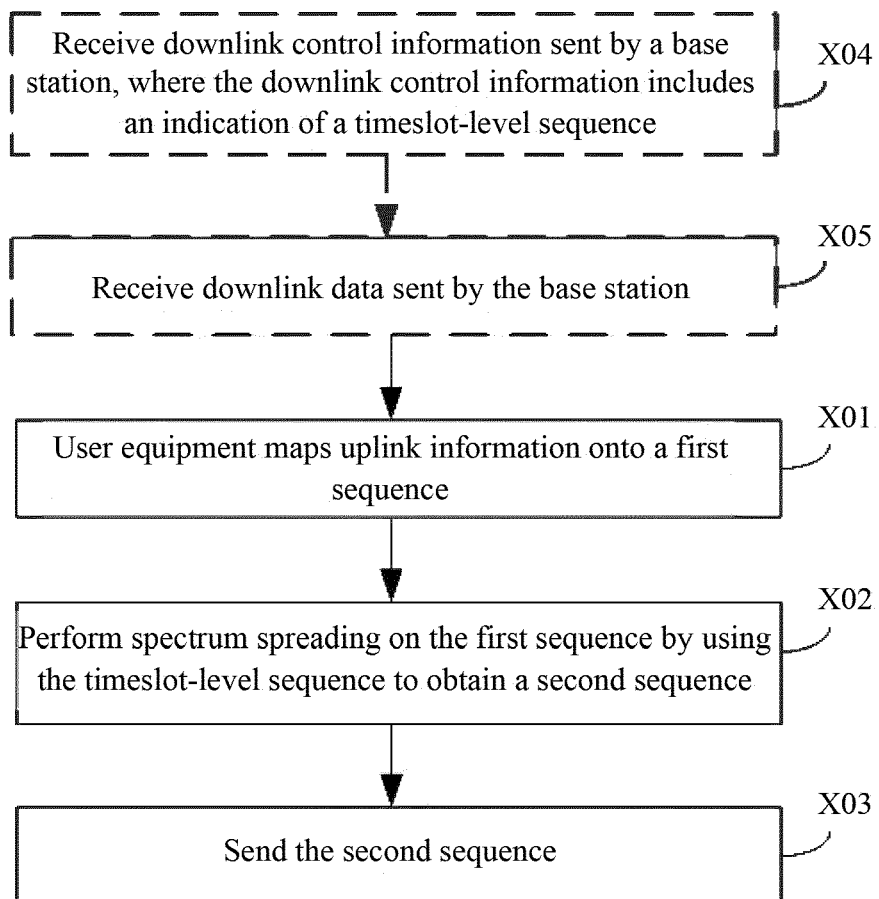 Receive downlink control information sent by a base
station, where the downlink control information includes
an indication of a timeslot-level sequence
X04
Receive downlink data sent by the base station
X05
User equipment maps uplink information onto a first
sequence
X01
Perform spectrum spreading on the first sequence by using
the timeslot-level sequence to obtain a second sequence
X02
Send the second sequence
X03